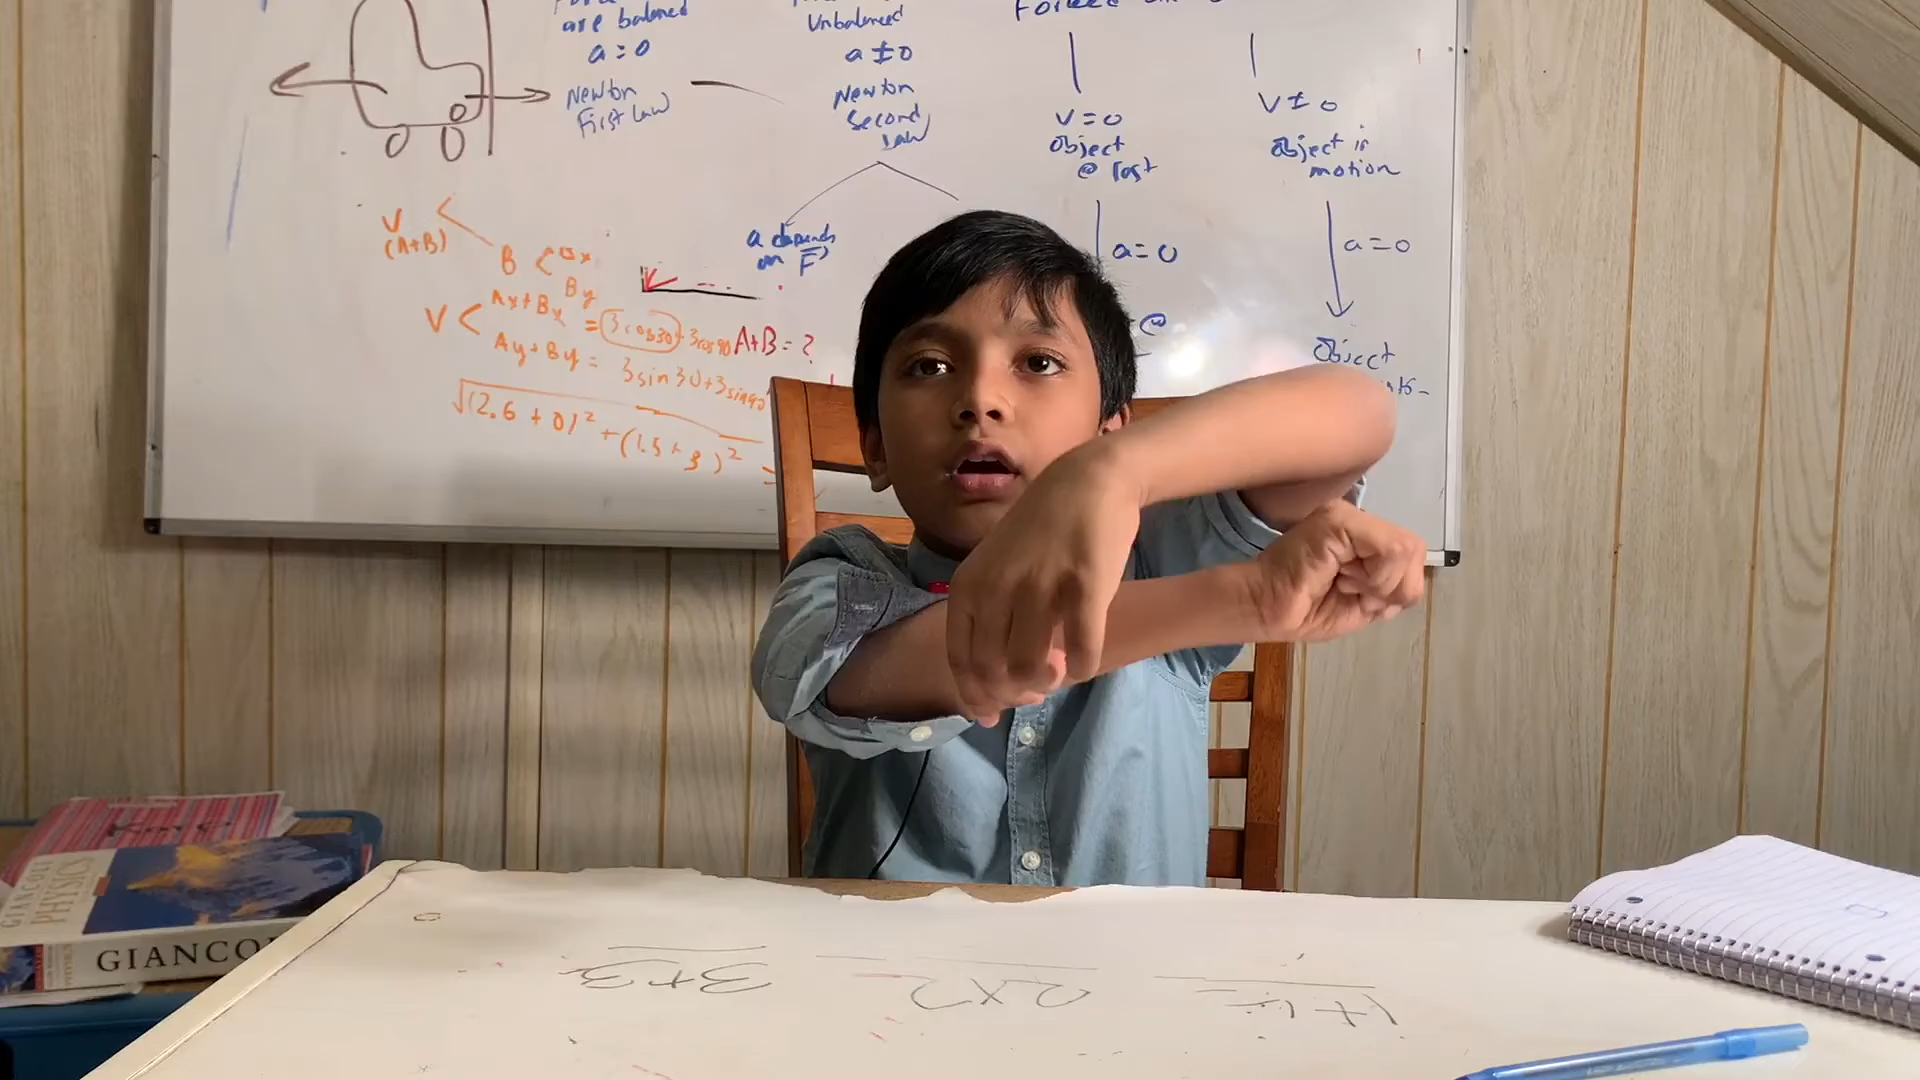 are balanced
a = 0
Newton
First law
Unbalanced
a ≠ 0
Newton
Second
law
a depends
on F
v = 0
object
@ rest
a = 0
@
v ≠ 0
object in
motion
a = 0
Object
V
(A+B)
B < Bx
By
V < Ax + Bx = 3cos30 + 3cos90
Ay + By = 3sin30 + 3sin90
√(2.6 + 0)² + (1.5 + 3)²
A+B = ?
GIANCOLI
PHYSICS
GIANCO
3+3
2x2
1+1=